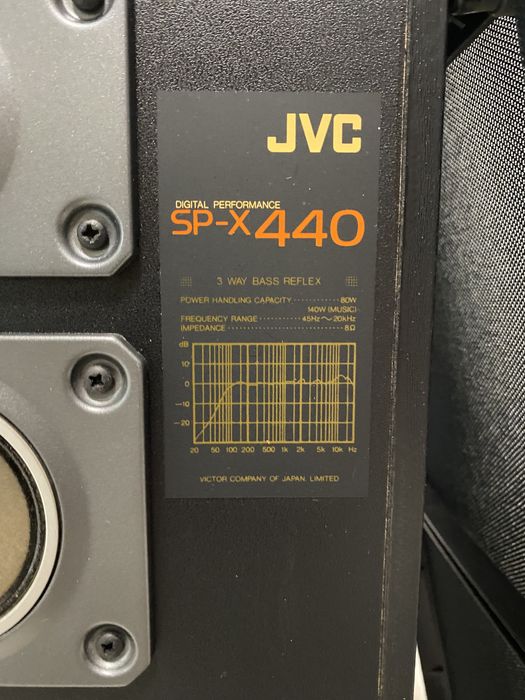 JVC
DIGITAL PERFORMANCE
SP-X440
3 WAY BASS REFLEX
POWER HANDLING CAPACITY ·········· 80W
140W (MUSIC)
FREQUENCY RANGE ········· 45Hz～20kHz
IMPEDANCE ························· 8Ω
dB
10
0
−10
−20
20 50 100 200 500 1k 2k 5k 10k Hz
VICTOR COMPANY OF JAPAN, LIMITED